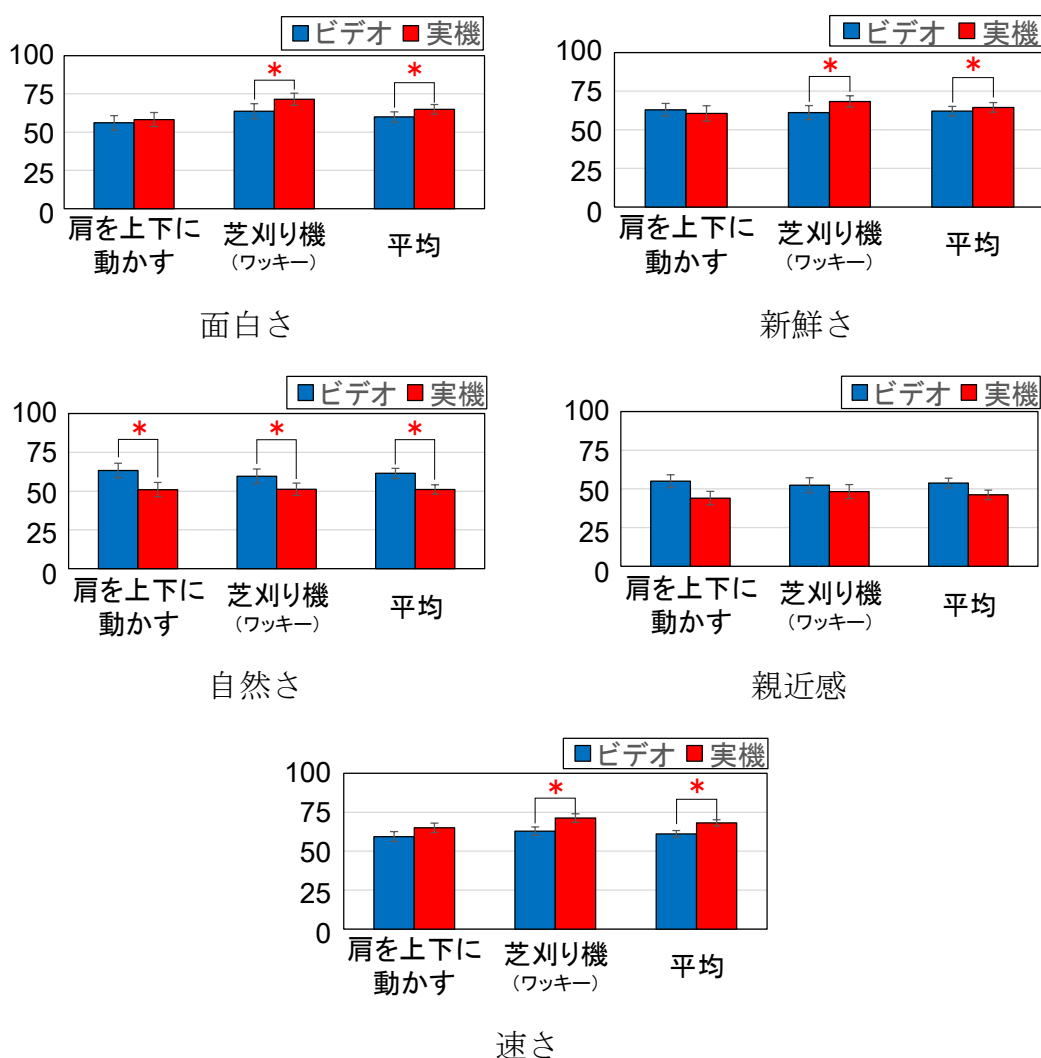 ビデオ 実機
100
75
50
25
0
* *
肩を上下に
動かす
芝刈り機
(ワッキー)
平均
面白さ
ビデオ 実機
100
75
50
25
0
* *
肩を上下に
動かす
芝刈り機
(ワッキー)
平均
新鮮さ
ビデオ 実機
100
75
50
25
0
* * *
肩を上下に
動かす
芝刈り機
(ワッキー)
平均
自然さ
ビデオ 実機
100
75
50
25
0
肩を上下に
動かす
芝刈り機
(ワッキー)
平均
親近感
ビデオ 実機
100
75
50
25
0
* *
肩を上下に
動かす
芝刈り機
(ワッキー)
平均
速さ